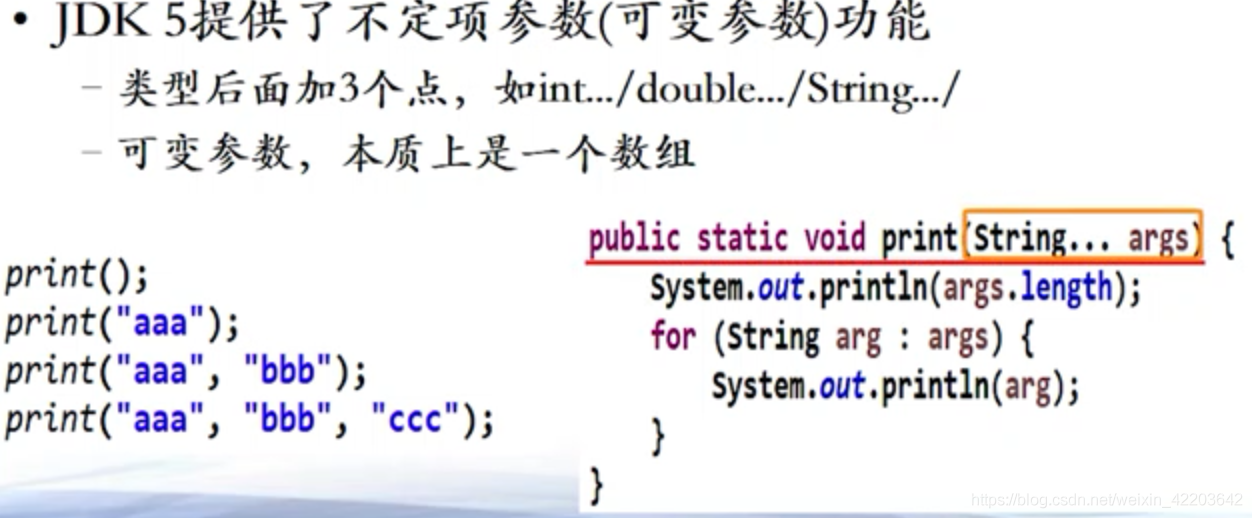 • JDK 5提供了不定项参数(可变参数)功能
– 类型后面加3个点，如int.../double.../String.../
– 可变参数，本质上是一个数组
print();
print("aaa");
print("aaa", "bbb");
print("aaa", "bbb", "ccc");
public static void print(String... args) {
System.out.println(args.length);
for (String arg : args) {
System.out.println(arg);
}
}
https://blog.csdn.net/weixin_42203642